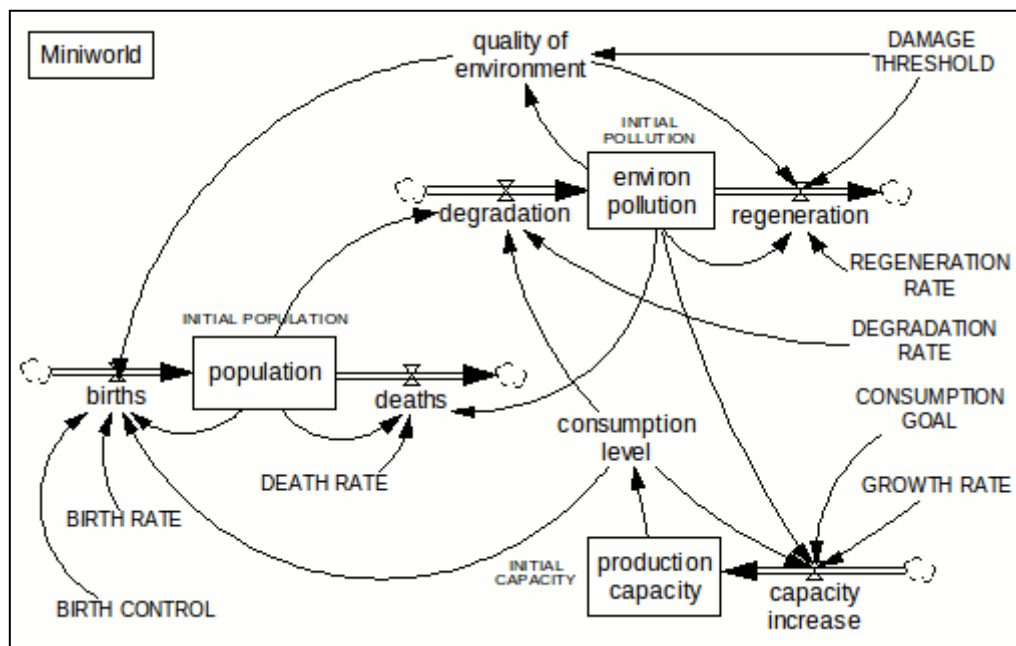 Miniworld
quality of
environment
DAMAGE
THRESHOLD
INITIAL
POLLUTION
environ
pollution
degradation
regeneration
REGENERATION
RATE
INITIAL POPULATION
DEGRADATION
RATE
population
births
deaths
CONSUMPTION
GOAL
consumption
level
DEATH RATE
GROWTH RATE
BIRTH RATE
INITIAL
CAPACITY
production
capacity
capacity
increase
BIRTH CONTROL